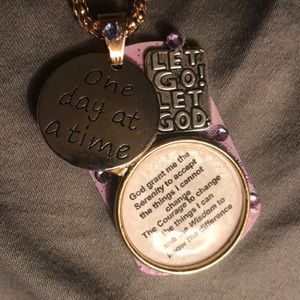 One
day at
a time
LET
GO!
LET
GOD.
God grant me the
Serenity to accept
the things I cannot
change
The Courage to change
the things I can
and the Wisdom to
know the difference